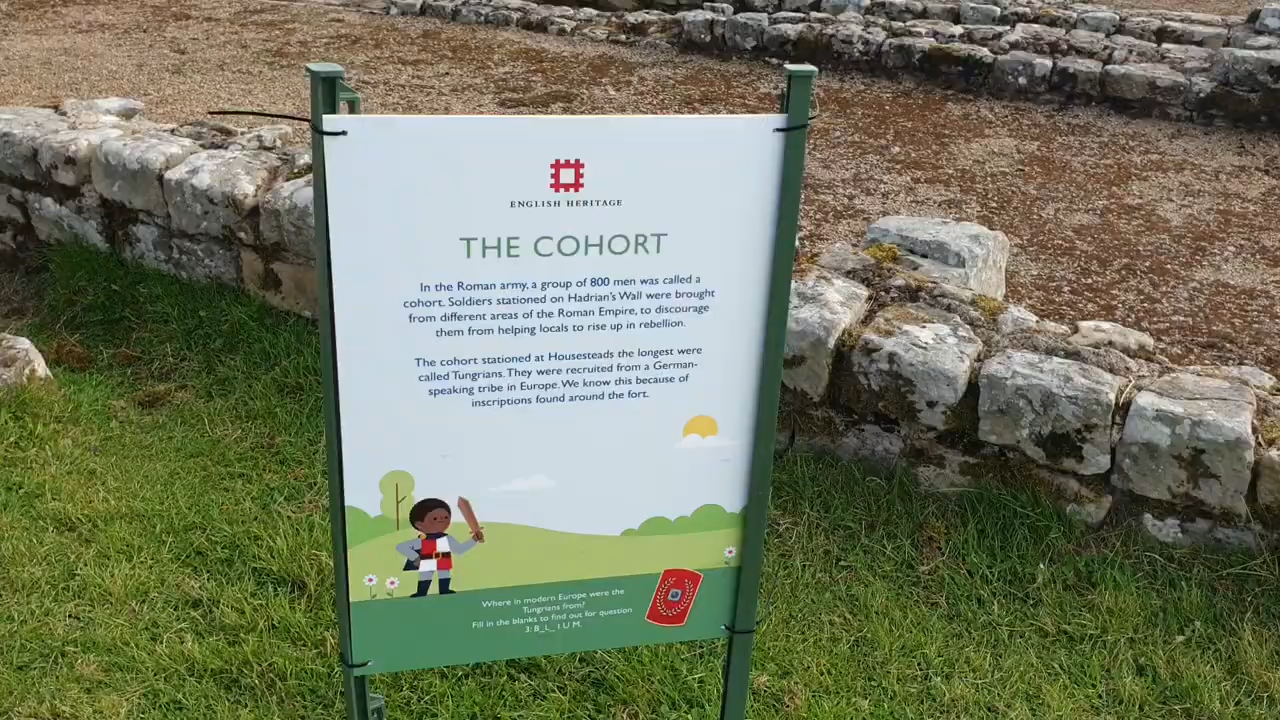 ENGLISH HERITAGE
THE COHORT
In the Roman army, a group of 800 men was called a
cohort. Soldiers stationed on Hadrian's Wall were brought
from different areas of the Roman Empire, to discourage
them from helping locals to rise up in rebellion.
The cohort stationed at Housesteads the longest were
called Tungrians. They were recruited from a German-
speaking tribe in Europe. We know this because of
inscriptions found around the fort.
Where in modern Europe were the
Tungrians from?
Fill in the blanks to find out for question
3: B_L_ I U M.